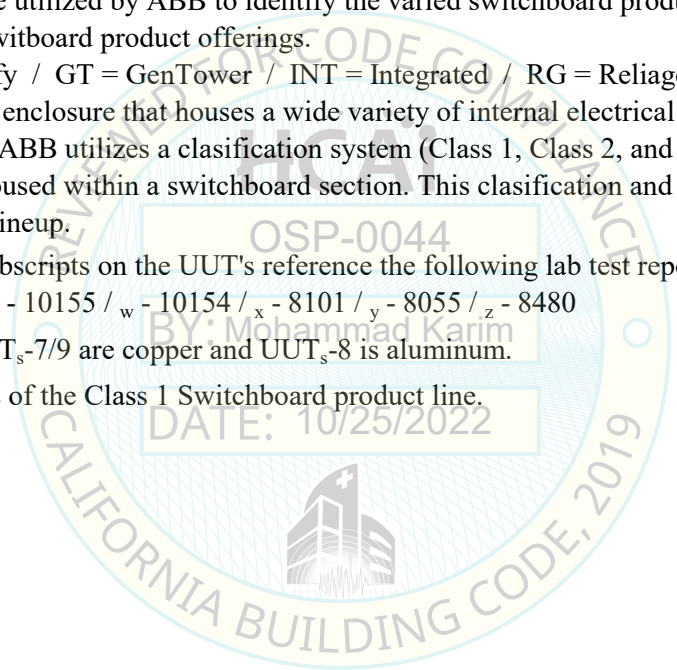 e utilized by ABB to identify the varied switchboard produ
witboard product offerings.
fy / GT = GenTower / INT = Integrated / RG = Reliage
enclosure that houses a wide variety of internal electrical
ABB utilizes a clasification system (Class 1, Class 2, and
oused within a switchboard section. This clasification and
ineup.
bscripts on the UUT's reference the following lab test repo
- 10155 / w - 10154 / x - 8101 / y - 8055 / z - 8480
Ts-7/9 are copper and UUTs-8 is aluminum.
of the Class 1 Switchboard product line.
REVIEWED FOR CODE COMPLIANCE
HCAi
OSP-0044
BY: Mohammad Karim
DATE: 10/25/2022
CALIFORNIA BUILDING CODE, 2019